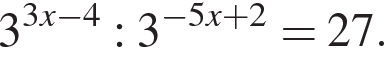 $3^{3x-4} : 3^{-5x+2} = 27.$